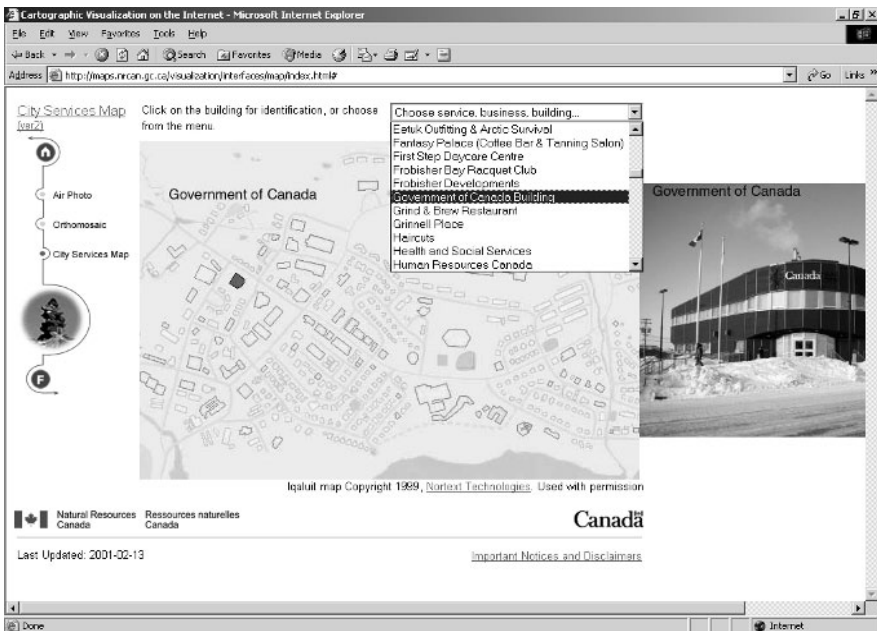 Cartographic Visualization on the Internet - Microsoft Internet Explorer
File Edit View Favorites Tools Help
Back Search Favorites Media
Address http://maps.nrcan.gc.ca/visualization/interfaces/map/index.html# Go Links »
City Services Map
(ver2)
Click on the building for identification, or choose
from the menu.
Choose service, business, building...
Eetuk Outfitting & Arctic Survival
Fantasy Palace (Coffee Bar & Tanning Salon)
First Step Daycare Centre
Frobisher Bay Racquet Club
Frobisher Developments
Government of Canada Building
Grind & Brew Restaurant
Grinnell Place
Haircuts
Health and Social Services
Human Resources Canada
Air Photo
Orthomosaic
City Services Map
F
Government of Canada
Government of Canada
Canada
Iqaluit map Copyright 1999, Nortext Technologies. Used with permission
Natural Resources Ressources naturelles
Canada Canada
Canada
Last Updated: 2001-02-13
Important Notices and Disclaimers
Done
Internet